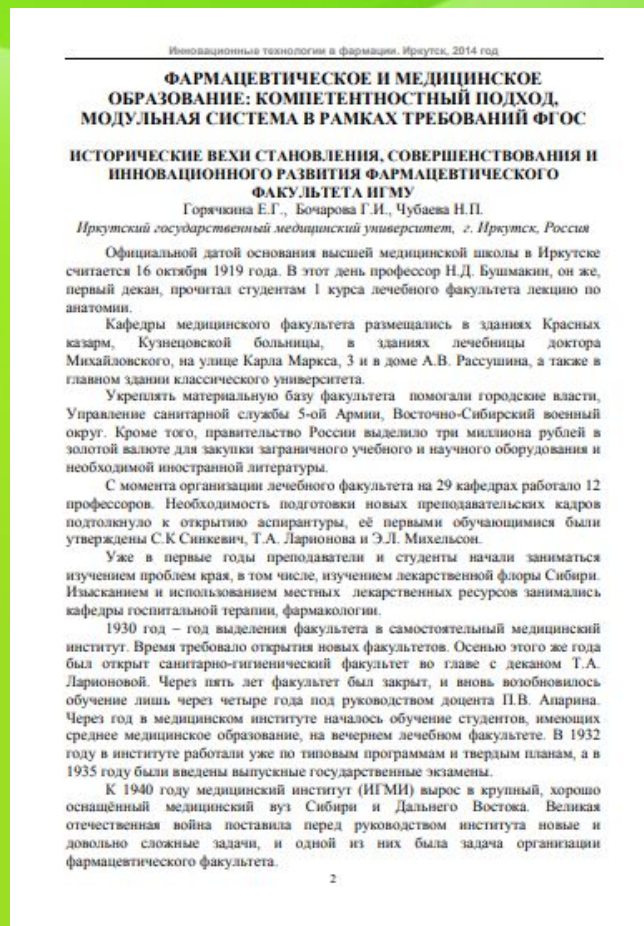 Инновационные технологии в фармации. Иркутск, 2014 год
ФАРМАЦЕВТИЧЕСКОЕ И МЕДИЦИНСКОЕ
ОБРАЗОВАНИЕ: КОМПЕТЕНТНОСТНЫЙ ПОДХОД,
МОДУЛЬНАЯ СИСТЕМА В РАМКАХ ТРЕБОВАНИЙ ФГОС
ИСТОРИЧЕСКИЕ ВЕХИ СТАНОВЛЕНИЯ, СОВЕРШЕНСТВОВАНИЯ И
ИННОВАЦИОННОГО РАЗВИТИЯ ФАРМАЦЕВТИЧЕСКОГО
ФАКУЛЬТЕТА ИГМУ
Горячкина Е.Г., Бочарова Г.И., Чубаева Н.П.
Иркутский государственный медицинский университет, г. Иркутск, Россия
Официальной датой основания высшей медицинской школы в Иркутске
считается 16 октября 1919 года. В этот день профессор Н.Д. Бушмакин, он же,
первый декан, прочитал студентам 1 курса лечебного факультета лекцию по
анатомии.
Кафедры медицинского факультета размещались в зданиях Красных
казарм, Кузнецовской больницы, в зданиях лечебницы доктора
Михайловского, на улице Карла Маркса, 3 и в доме А.В. Рассушина, а также в
главном здании классического университета.
Укреплять материальную базу факультета помогали городские власти,
Управление санитарной службы 5-ой Армии, Восточно-Сибирский военный
округ. Кроме того, правительство России выделило три миллиона рублей в
золотой валюте для закупки заграничного учебного и научного оборудования и
необходимой иностранной литературы.
С момента организации лечебного факультета на 29 кафедрах работало 12
профессоров. Необходимость подготовки новых преподавательских кадров
подтолкнуло к открытию аспирантуры, её первыми обучающимися были
утверждены С.К Синкевич, Т.А. Ларионова и Э.Л. Михельсон.
Уже в первые годы преподаватели и студенты начали заниматься
изучением проблем края, в том числе, изучением лекарственной флоры Сибири.
Изысканием и использованием местных лекарственных ресурсов занимались
кафедры госпитальной терапии, фармакологии.
1930 год – год выделения факультета в самостоятельный медицинский
институт. Время требовало открытия новых факультетов. Осенью этого же года
был открыт санитарно-гигиенический факультет во главе с деканом Т.А.
Ларионовой. Через пять лет факультет был закрыт, и вновь возобновилось
обучение лишь через четыре года под руководством доцента П.В. Апарина.
Через год в медицинском институте началось обучение студентов, имеющих
среднее медицинское образование, на вечернем лечебном факультете. В 1932
году в институте работали уже по типовым программам и твердым планам, а в
1935 году были введены выпускные государственные экзамены.
К 1940 году медицинский институт (ИГМИ) вырос в крупный, хорошо
оснащённый медицинский вуз Сибири и Дальнего Востока. Великая
отечественная война поставила перед руководством института новые и
довольно сложные задачи, и одной из них была задача организации
фармацевтического факультета.
2